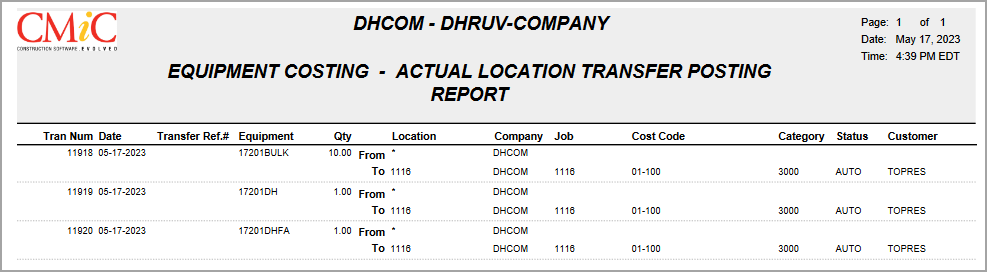 CMiC
CONSTRUCTION SOFTWARE. EVOLVED
DHCOM - DHRUV-COMPANY
Page: 1 of 1
Date: May 17, 2023
Time: 4:39 PM EDT
EQUIPMENT COSTING - ACTUAL LOCATION TRANSFER POSTING
REPORT
Tran Num Date Transfer Ref.# Equipment Qty Location Company Job Cost Code Category Status Customer
11918 05-17-2023 17201BULK 10.00 From * DHCOM
To 1116 DHCOM 1116 01-100 3000 AUTO TOPRES
11919 05-17-2023 17201DH 1.00 From * DHCOM
To 1116 DHCOM 1116 01-100 3000 AUTO TOPRES
11920 05-17-2023 17201DHFA 1.00 From * DHCOM
To 1116 DHCOM 1116 01-100 3000 AUTO TOPRES